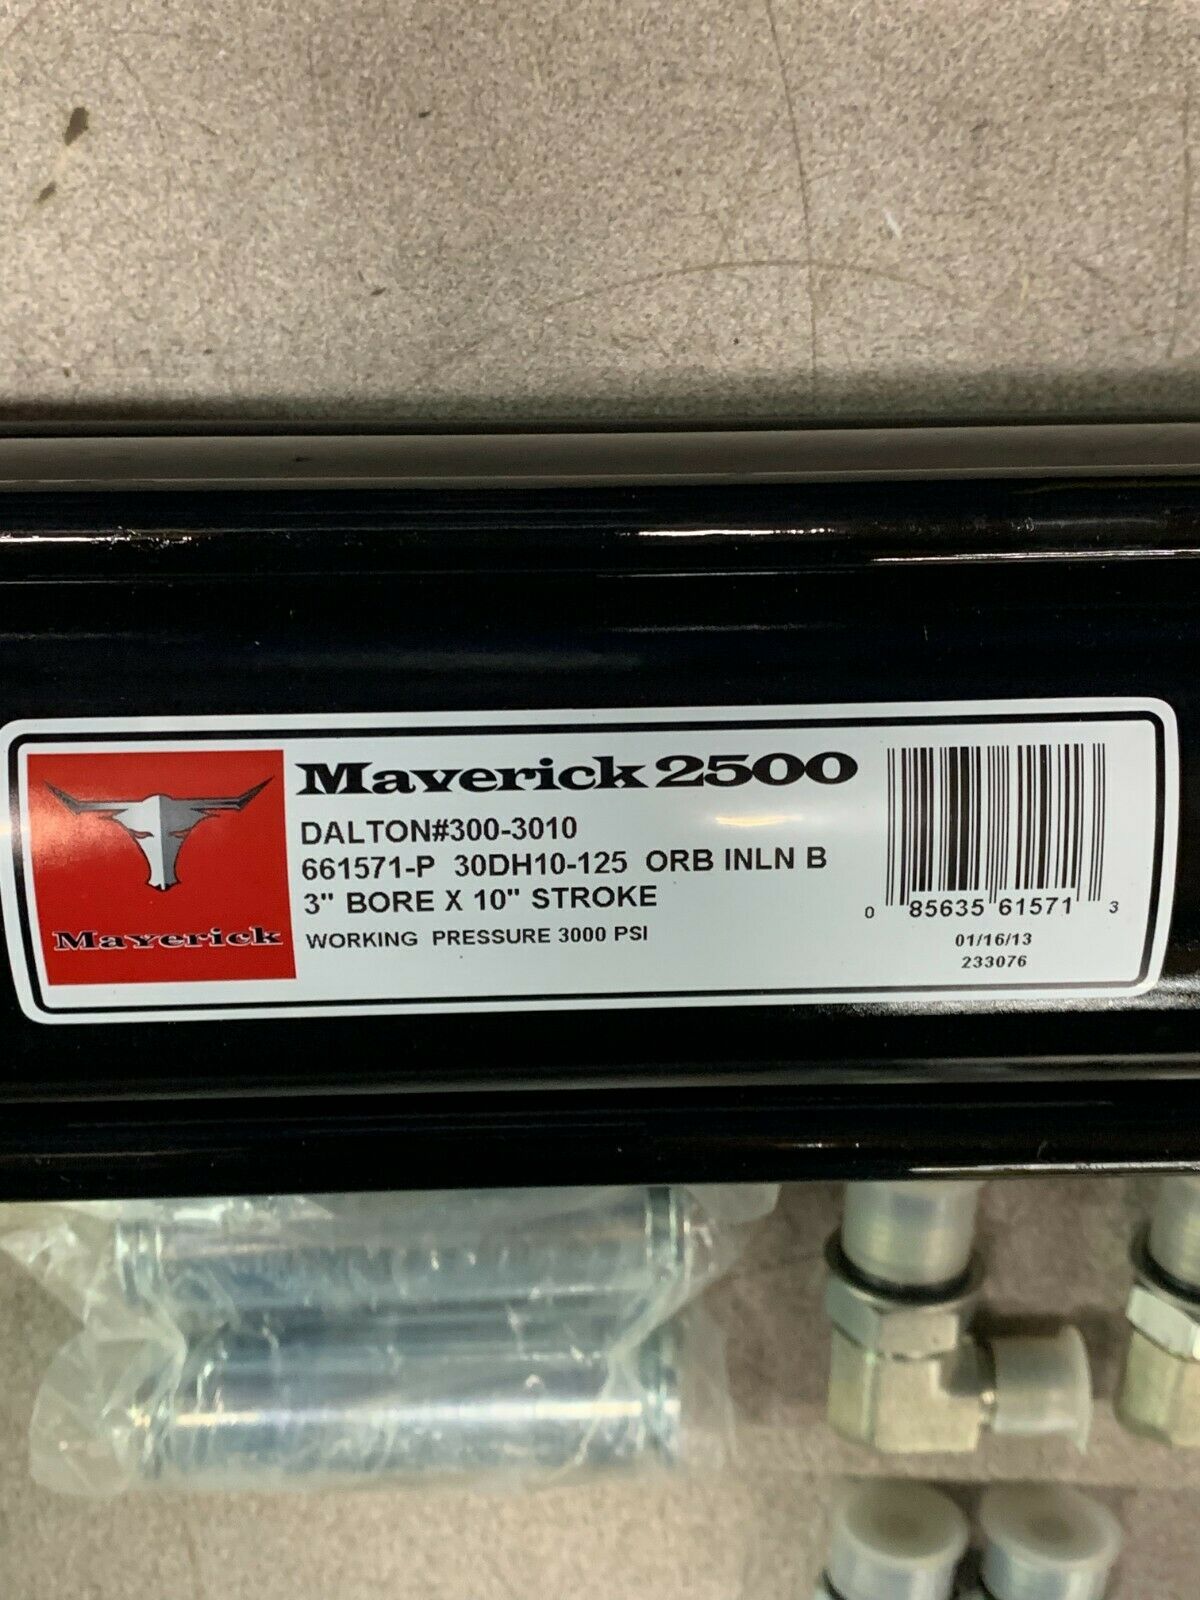 Maverick 2500
DALTON#300-3010
661571-P 30DH10-125 ORB INLN B
3" BORE X 10" STROKE
WORKING PRESSURE 3000 PSI
Maverick
0 85635 61571 3
01/16/13
233076